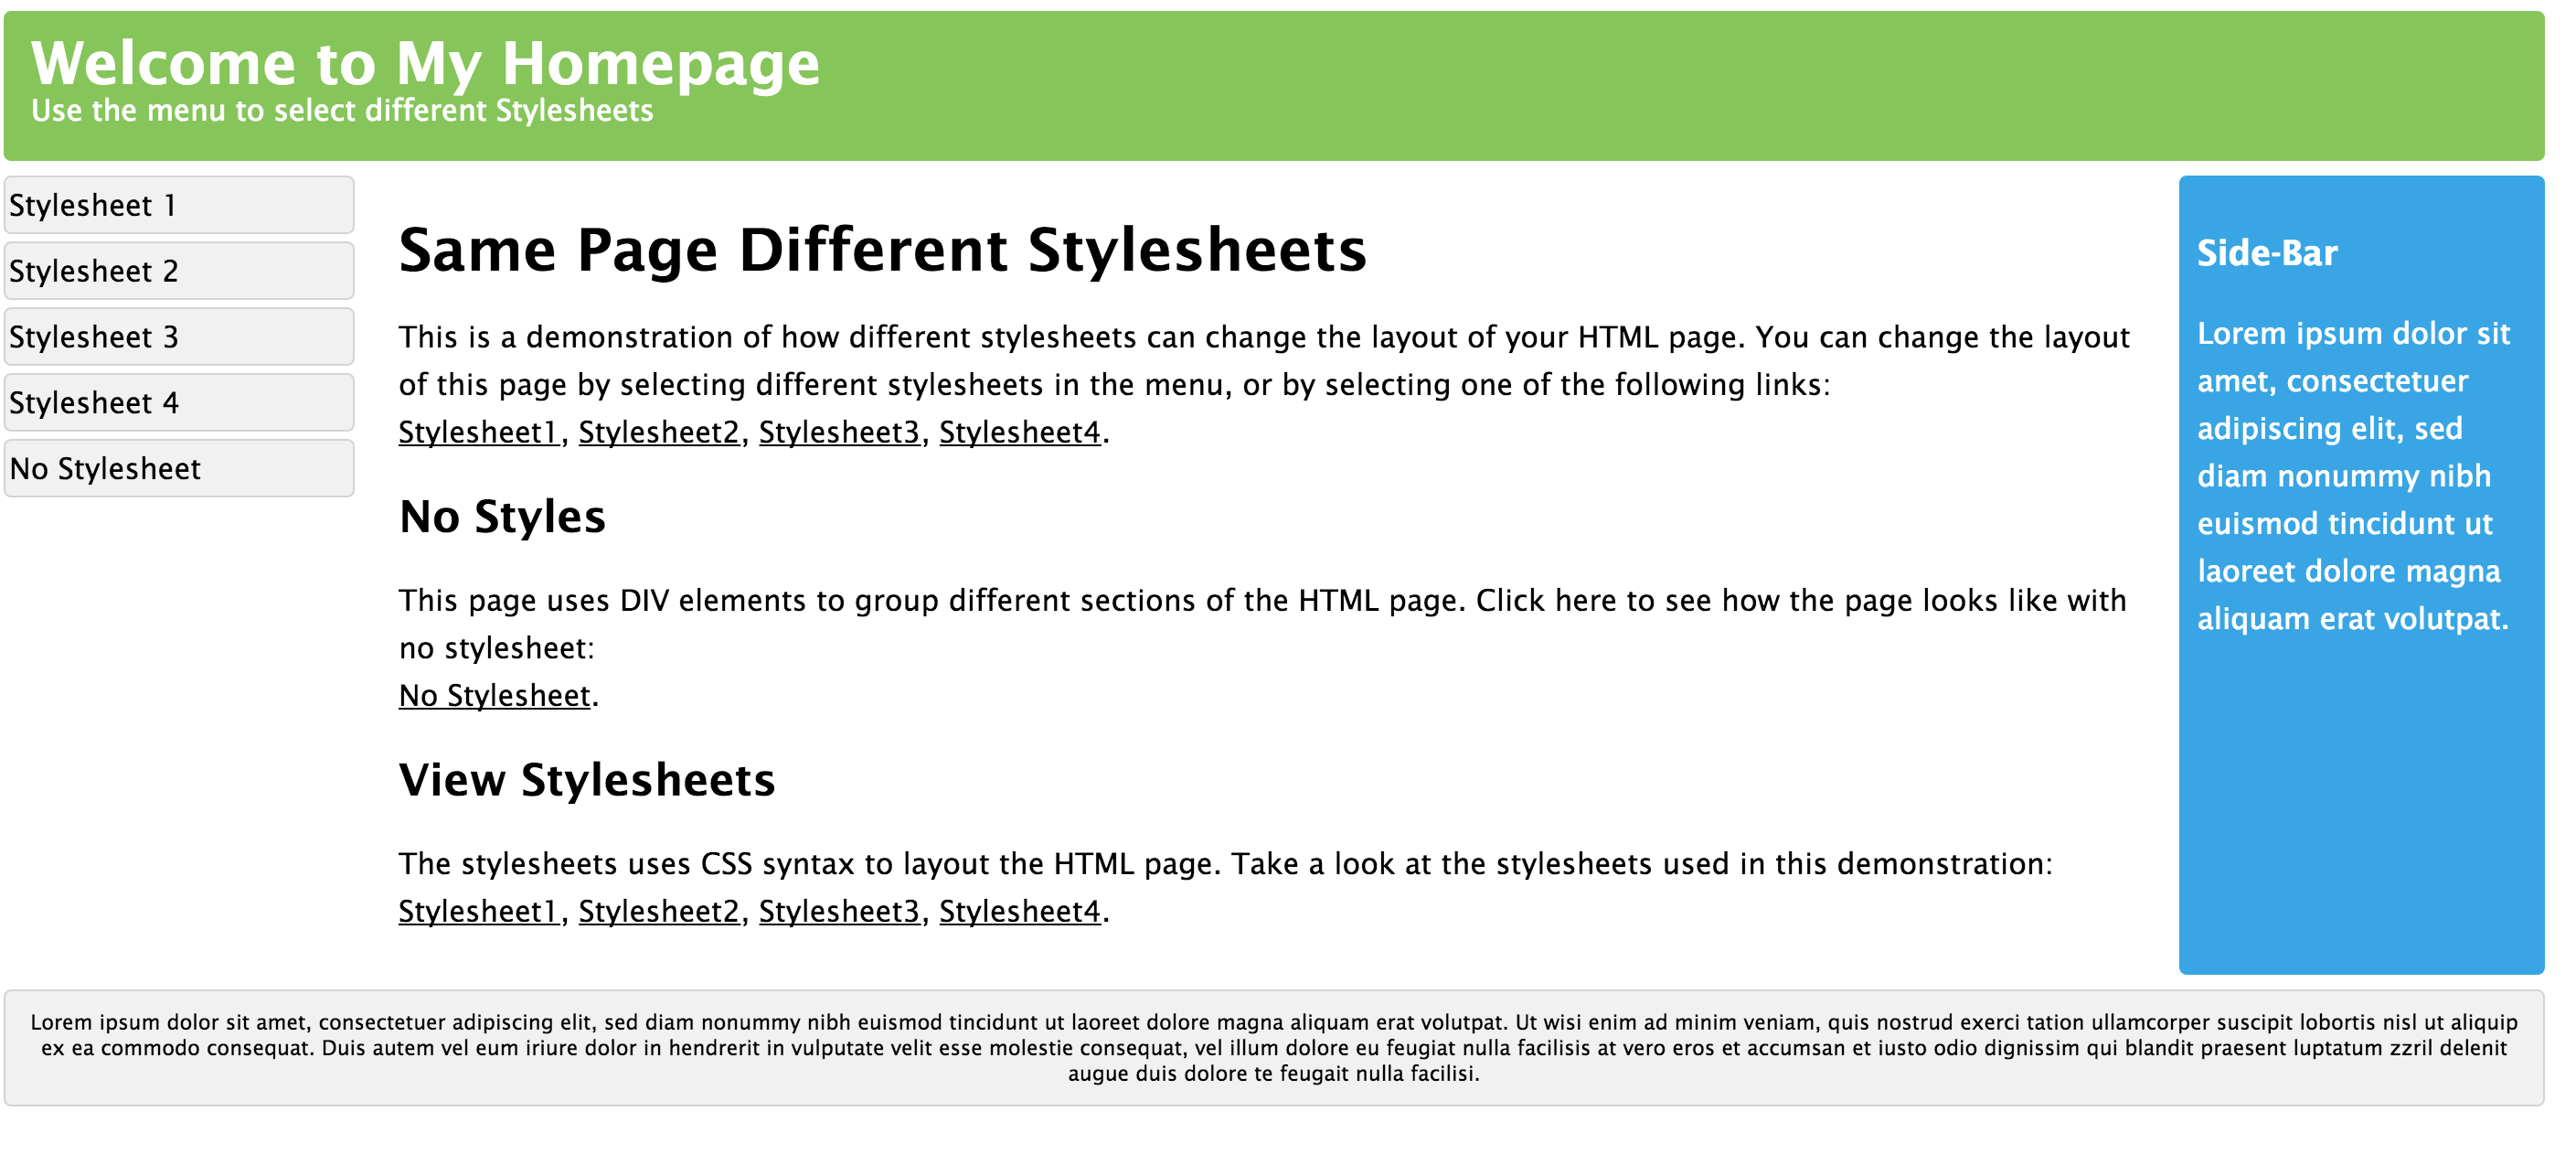 Welcome to My Homepage
Use the menu to select different Stylesheets
Stylesheet 1
Stylesheet 2
Stylesheet 3
Stylesheet 4
No Stylesheet
Same Page Different Stylesheets
This is a demonstration of how different stylesheets can change the layout of your HTML page. You can change the layout
of this page by selecting different stylesheets in the menu, or by selecting one of the following links:
Stylesheet1, Stylesheet2, Stylesheet3, Stylesheet4.
No Styles
This page uses DIV elements to group different sections of the HTML page. Click here to see how the page looks like with
no stylesheet:
No Stylesheet.
View Stylesheets
The stylesheets uses CSS syntax to layout the HTML page. Take a look at the stylesheets used in this demonstration:
Stylesheet1, Stylesheet2, Stylesheet3, Stylesheet4.
Side-Bar
Lorem ipsum dolor sit
amet, consectetuer
adipiscing elit, sed
diam nonummy nibh
euismod tincidunt ut
laoreet dolore magna
aliquam erat volutpat.
Lorem ipsum dolor sit amet, consectetuer adipiscing elit, sed diam nonummy nibh euismod tincidunt ut laoreet dolore magna aliquam erat volutpat. Ut wisi enim ad minim veniam, quis nostrud exerci tation ullamcorper suscipit lobortis nisl ut aliquip
ex ea commodo consequat. Duis autem vel eum iriure dolor in hendrerit in vulputate velit esse molestie consequat, vel illum dolore eu feugiat nulla facilisis at vero eros et accumsan et iusto odio dignissim qui blandit praesent luptatum zzril delenit
augue duis dolore te feugait nulla facilisi.